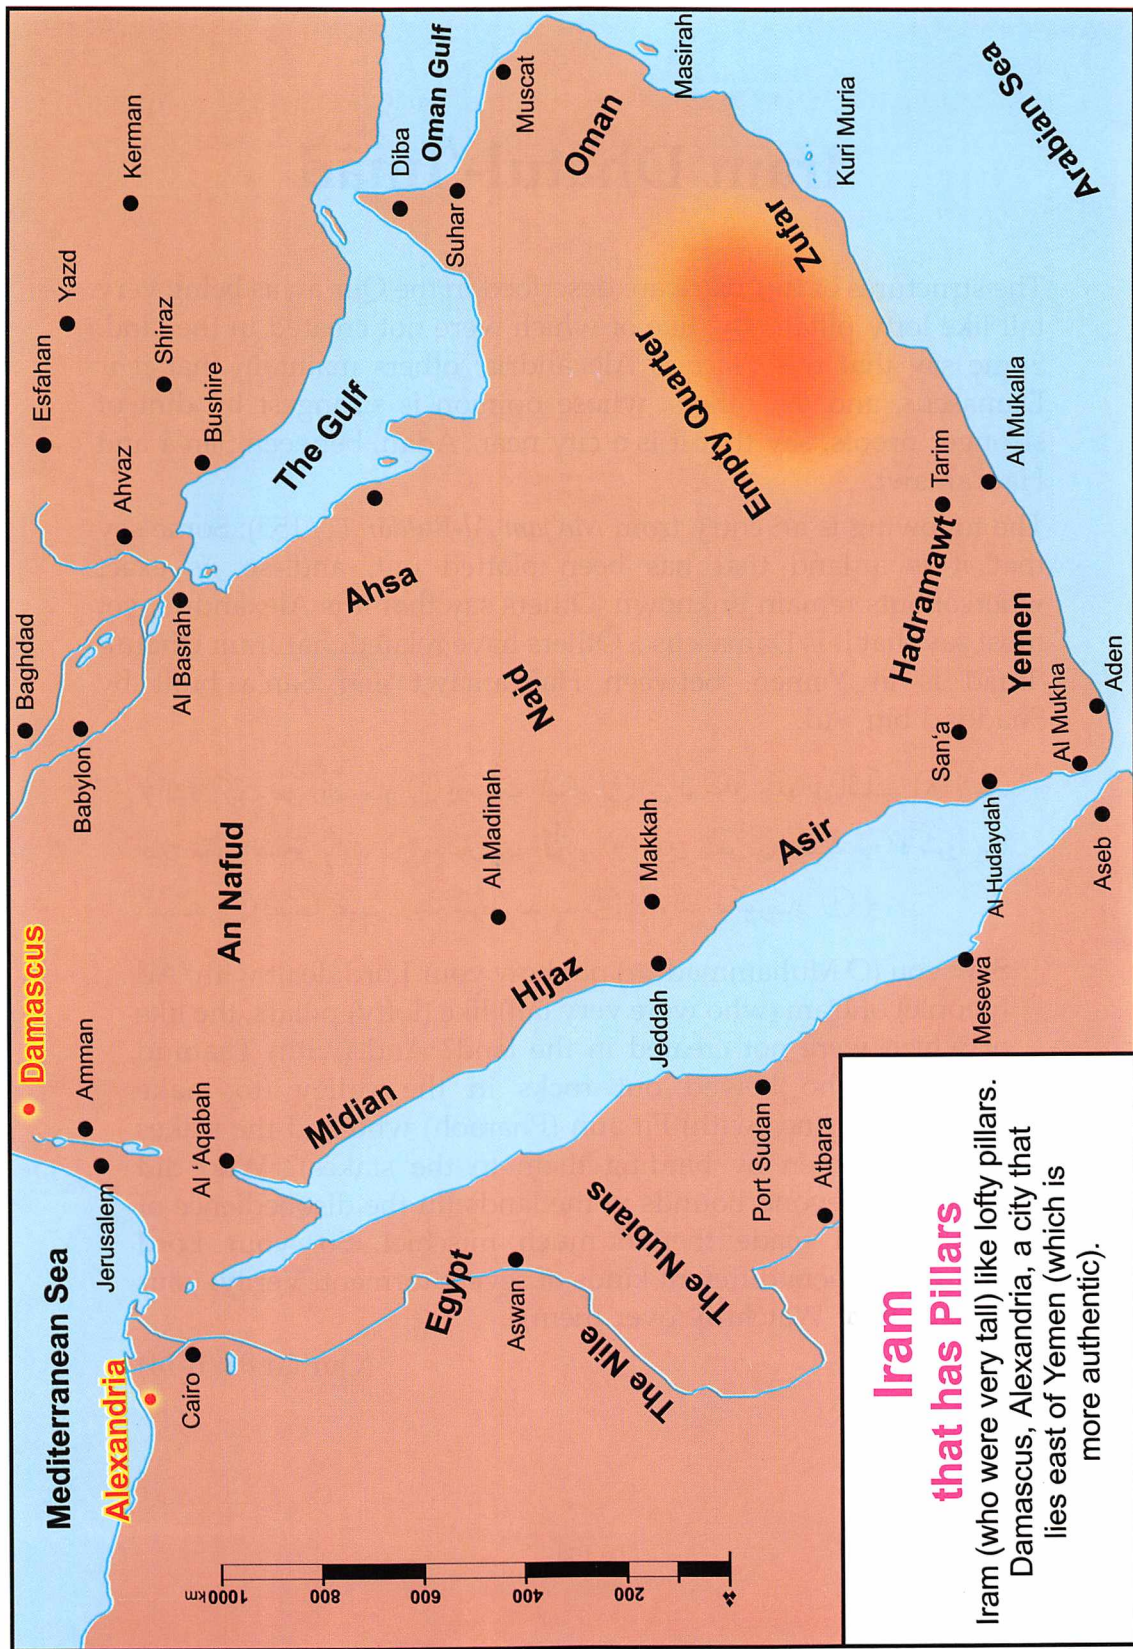 Mediterranean Sea
Alexandria
Damascus
Cairo
Jerusalem
Amman
Al 'Aqabah
Baghdad
Babylon
Al Basrah
Ahvaz
Esfahan
Yazd
Shiraz
Kerman
Bushire
The Gulf
Diba
Oman Gulf
Suhar
Muscat
Oman
Masirah
Kuri Muria
Arabian Sea
Zufar
Empty Quarter
Ahsa
Najd
An Nafud
Al Madinah
Makkah
Jeddah
Hijaz
Midian
Asir
Egypt
Aswan
The Nile
The Nubians
Port Sudan
Atbara
Mesewa
Aseb
Al Hudaydah
San'a
Al Mukha
Aden
Yemen
Hadramawt
Tarim
Al Mukalla
1000km
800
600
400
200
Iram
that has Pillars
Iram (who were very tall) like lofty pillars.
Damascus, Alexandria, a city that
lies east of Yemen (which is
more authentic).